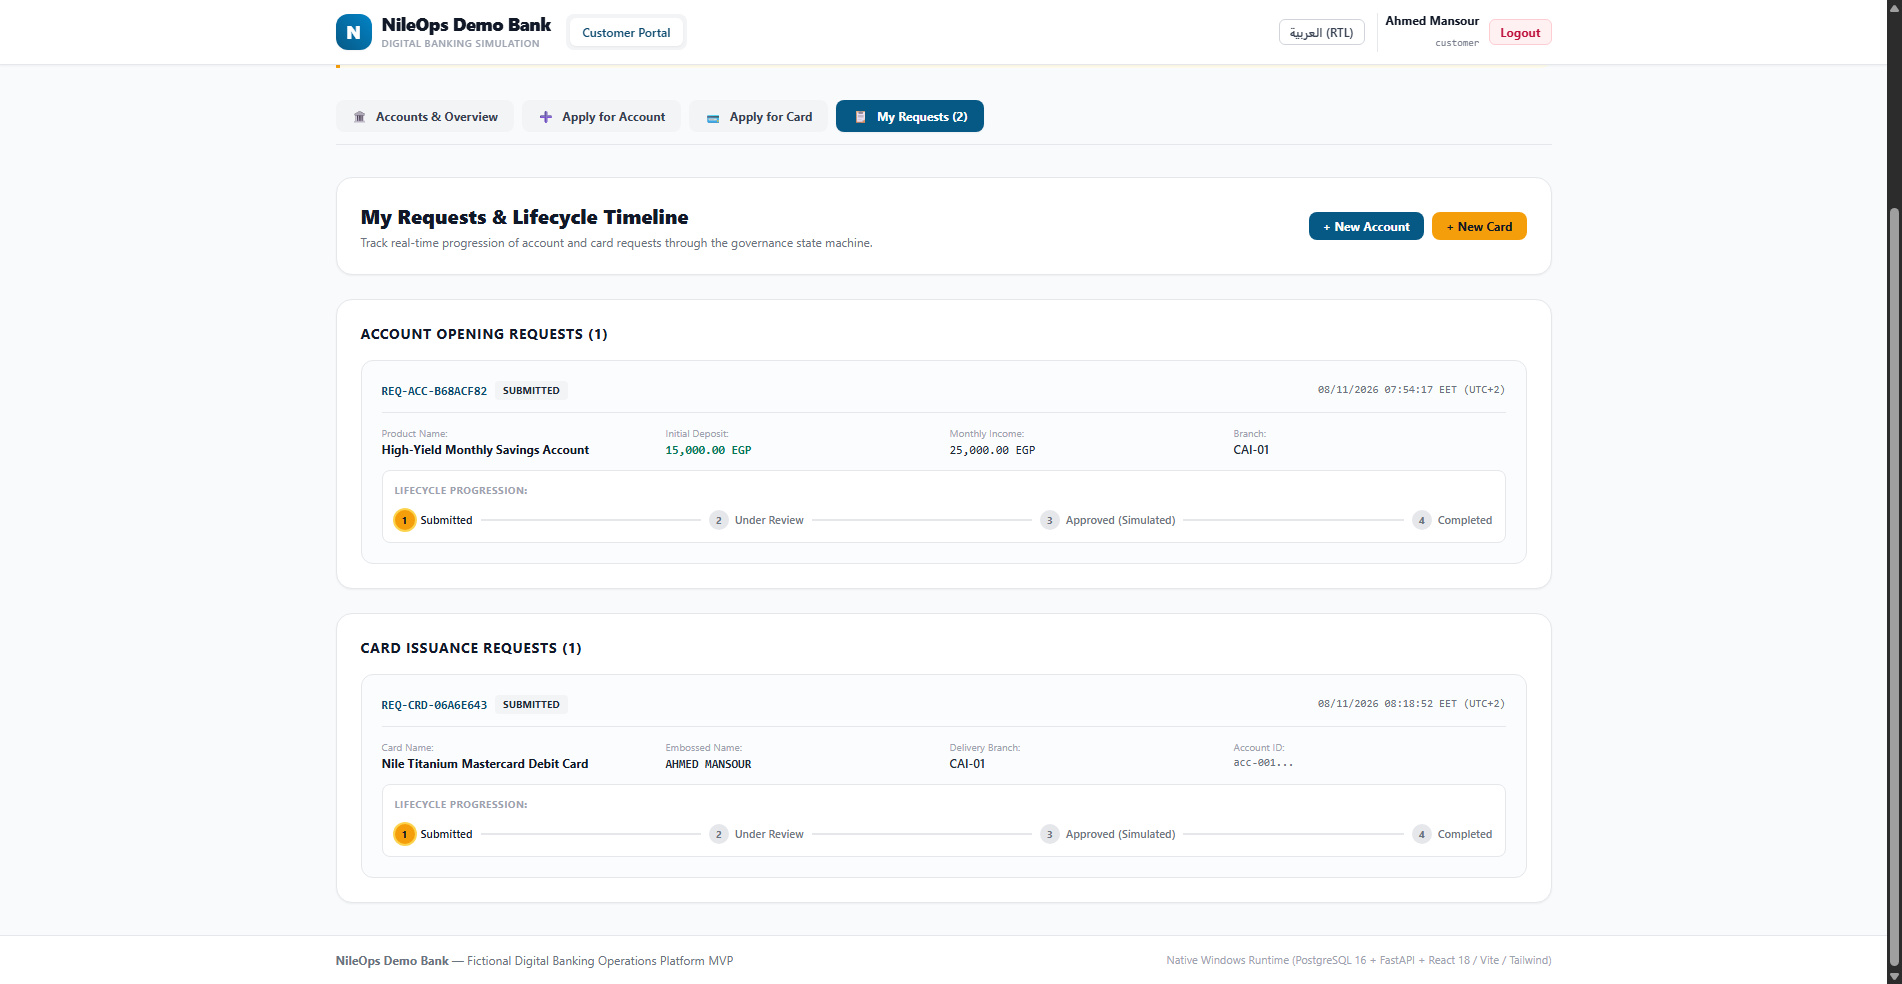 N
NileOps Demo Bank
DIGITAL BANKING SIMULATION
Customer Portal
العربية (RTL)
Ahmed Mansour
customer
Logout
Accounts & Overview
Apply for Account
Apply for Card
My Requests (2)
My Requests & Lifecycle Timeline
Track real-time progression of account and card requests through the governance state machine.
+ New Account
+ New Card
ACCOUNT OPENING REQUESTS (1)
REQ-ACC-B68ACF82 SUBMITTED
08/11/2026 07:54:17 EET (UTC+2)
Product Name:
High-Yield Monthly Savings Account
Initial Deposit:
15,000.00 EGP
Monthly Income:
25,000.00 EGP
Branch:
CAI-01
LIFECYCLE PROGRESSION:
1 Submitted
2 Under Review
3 Approved (Simulated)
4 Completed
CARD ISSUANCE REQUESTS (1)
REQ-CRD-06A6E643 SUBMITTED
08/11/2026 08:18:52 EET (UTC+2)
Card Name:
Nile Titanium Mastercard Debit Card
Embossed Name:
AHMED MANSOUR
Delivery Branch:
CAI-01
Account ID:
acc-001...
LIFECYCLE PROGRESSION:
1 Submitted
2 Under Review
3 Approved (Simulated)
4 Completed
NileOps Demo Bank — Fictional Digital Banking Operations Platform MVP
Native Windows Runtime (PostgreSQL 16 + FastAPI + React 18 / Vite / Tailwind)